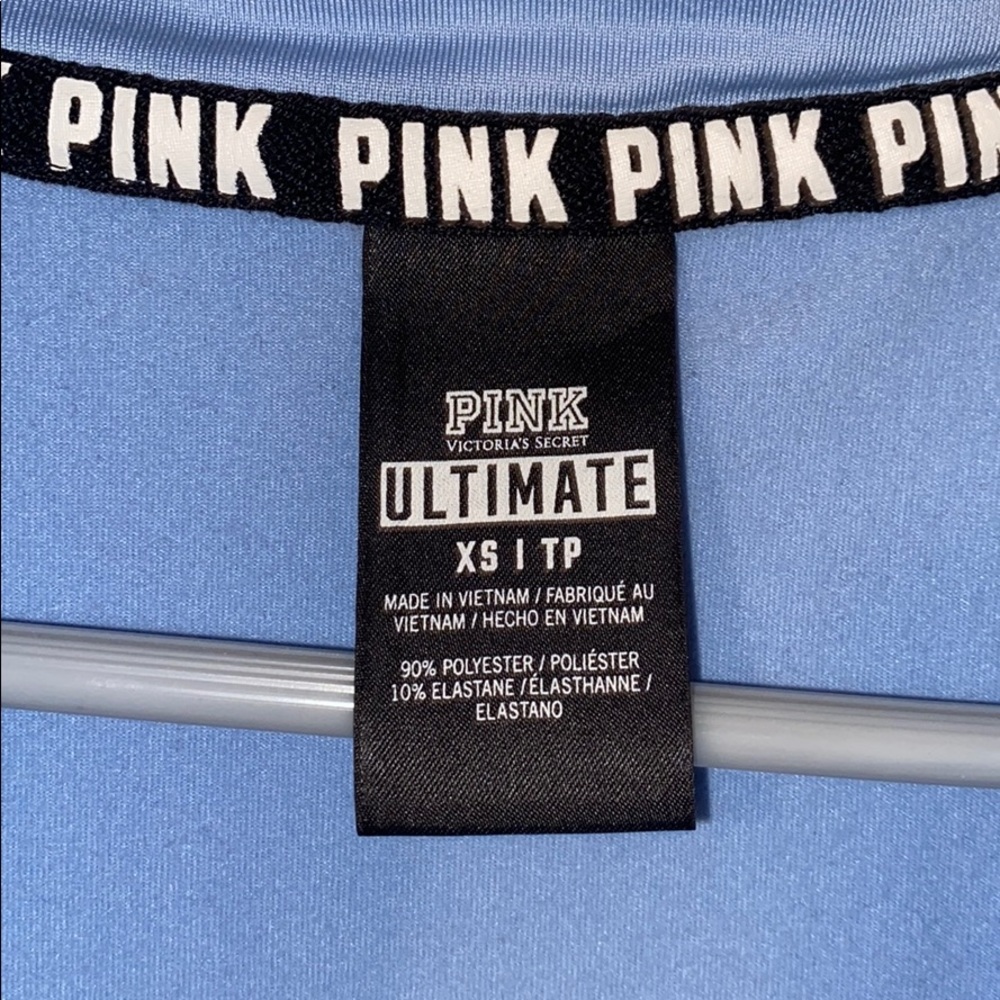 PINK PINK PINK PIN
PINK
VICTORIA'S SECRET
ULTIMATE
XS | TP
MADE IN VIETNAM / FABRIQUÉ AU
VIETNAM / HECHO EN VIETNAM
90% POLYESTER / POLIÉSTER
10% ELASTANE / ÉLASTHANNE /
ELASTANO